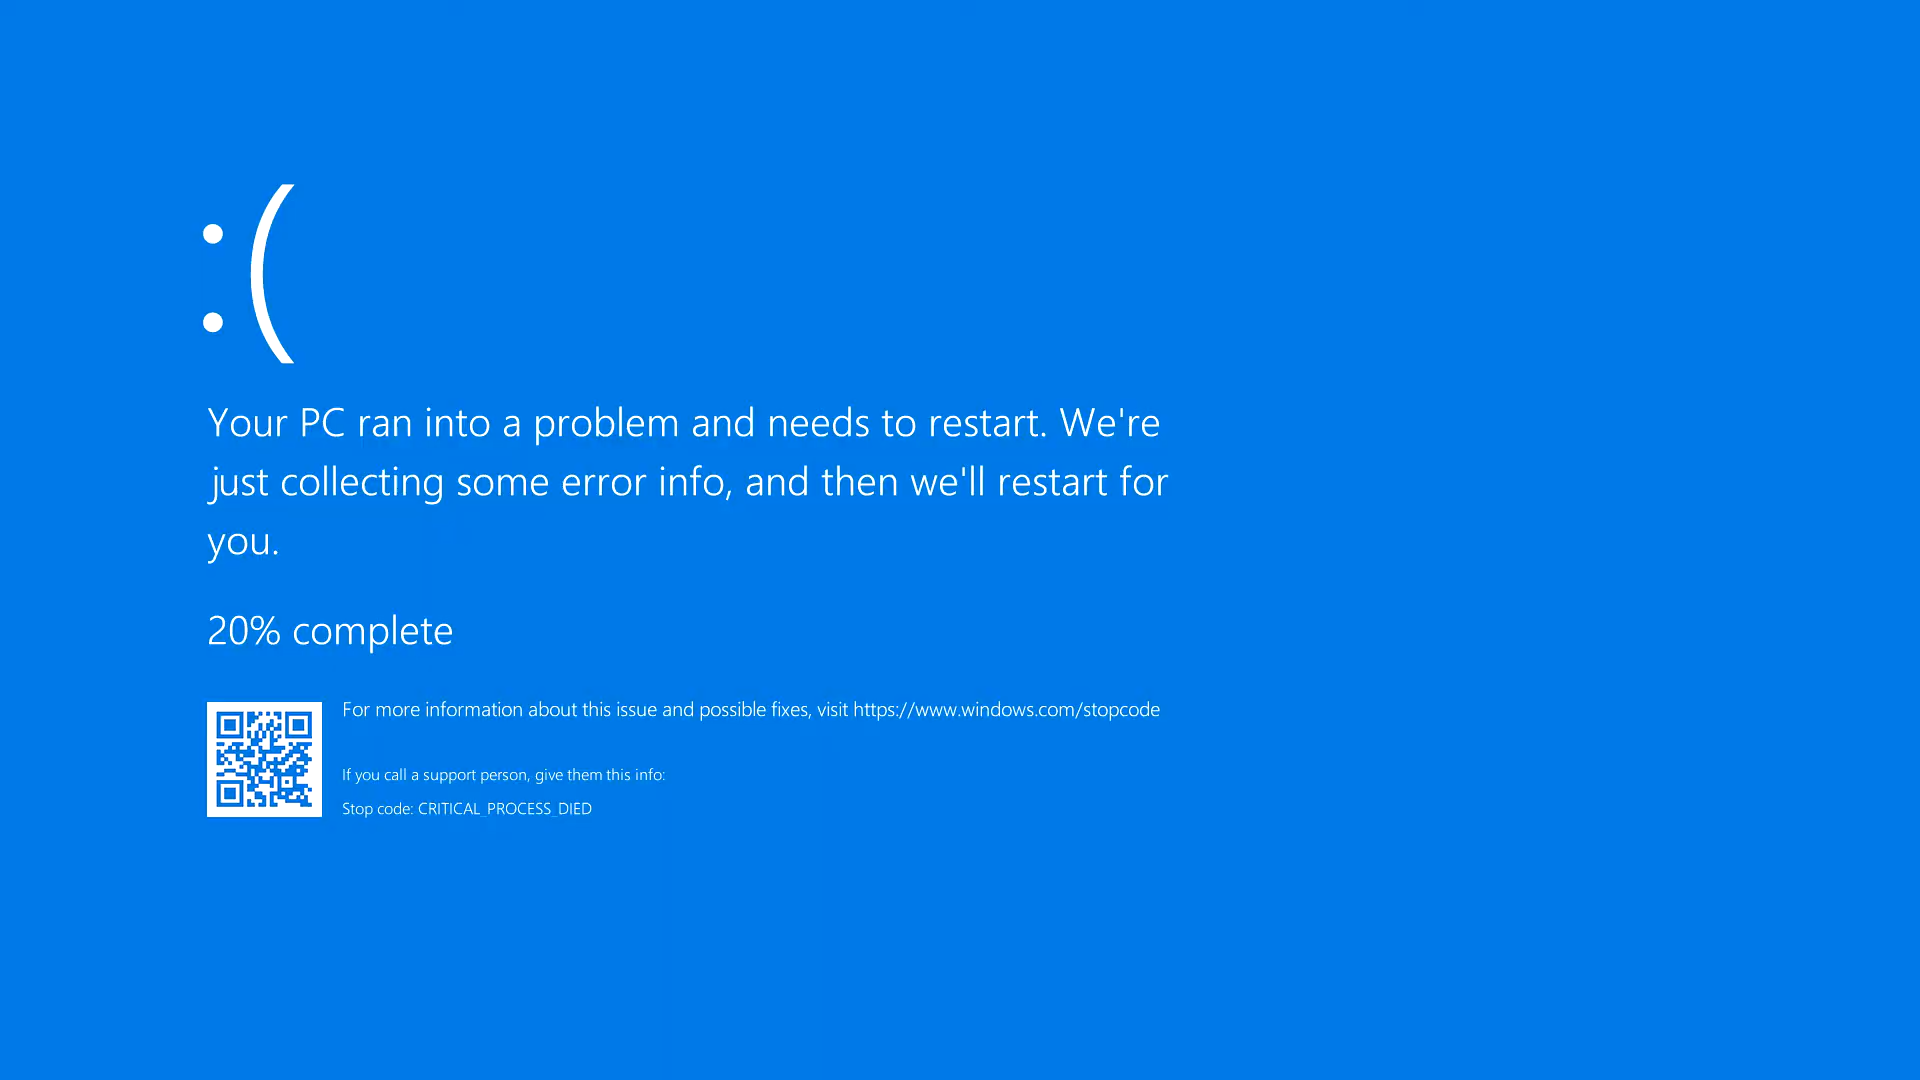 :(
Your PC ran into a problem and needs to restart. We're
just collecting some error info, and then we'll restart for
you.
20% complete
For more information about this issue and possible fixes, visit https://www.windows.com/stopcode
If you call a support person, give them this info:
Stop code: CRITICAL_PROCESS_DIED